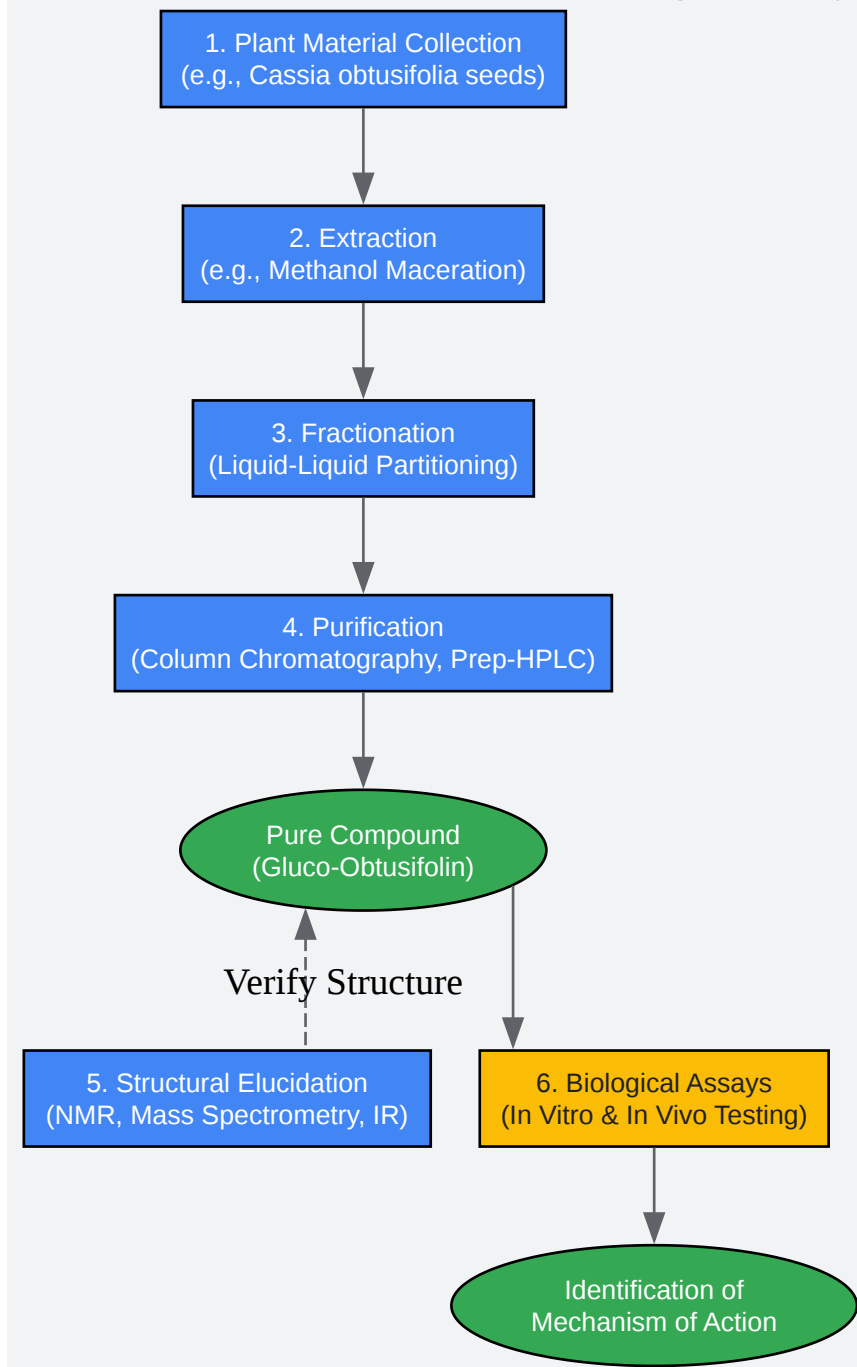 1. Plant Material Collection
(e.g., Cassia obtusifolia seeds)
2. Extraction
(e.g., Methanol Maceration)
3. Fractionation
(Liquid-Liquid Partitioning)
4. Purification
(Column Chromatography, Prep-HPLC)
Pure Compound
(Gluco-Obtusifolin)
Verify Structure
5. Structural Elucidation
(NMR, Mass Spectrometry, IR)
6. Biological Assays
(In Vitro & In Vivo Testing)
Identification of
Mechanism of Action